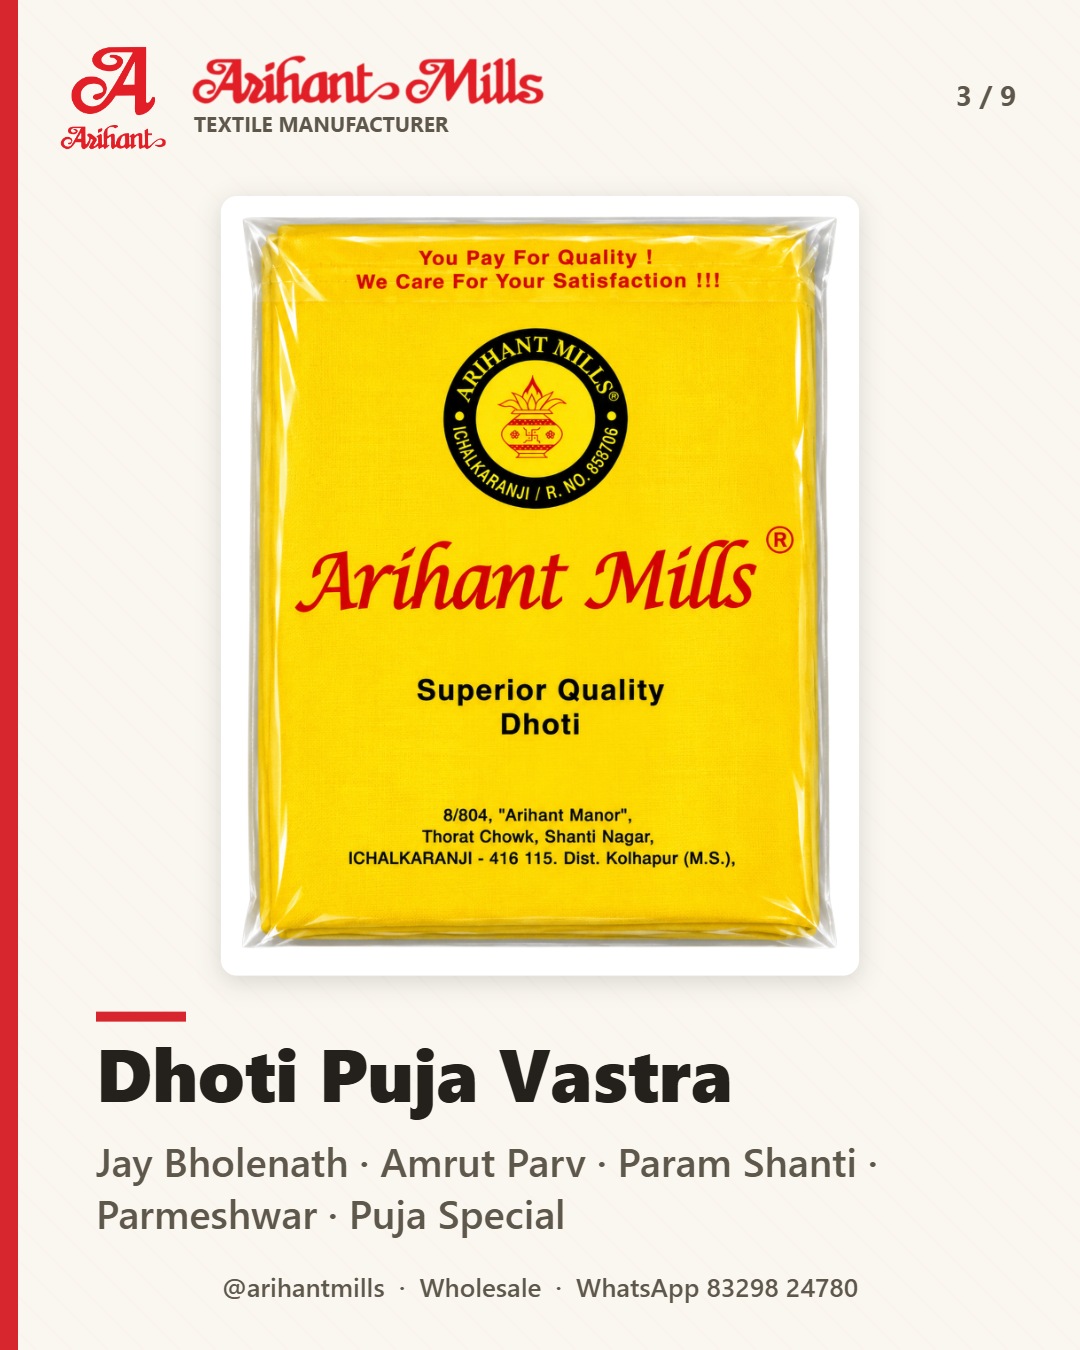 A
Arihant
Arihant Mills
TEXTILE MANUFACTURER
3 / 9
You Pay For Quality !
We Care For Your Satisfaction !!!
ARIHANT MILLS®
ICHALKARANJI / R. NO. 858706
Arihant Mills ®
Superior Quality
Dhoti
8/804, "Arihant Manor",
Thorat Chowk, Shanti Nagar,
ICHALKARANJI - 416 115. Dist. Kolhapur (M.S.),
Dhoti Puja Vastra
Jay Bholenath · Amrut Parv · Param Shanti ·
Parmeshwar · Puja Special
@arihantmills · Wholesale · WhatsApp 83298 24780